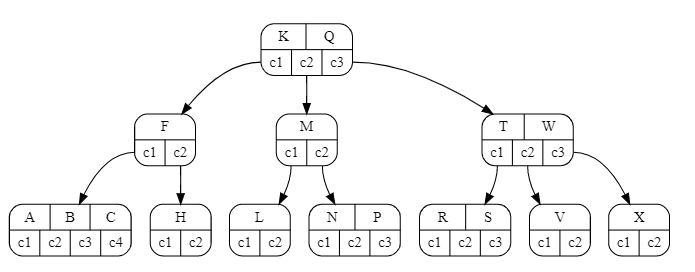 K Q
c1 c2 c3
F M T W
c1 c2 c1 c2 c1 c2 c3
A B C H L N P R S V X
c1 c2 c3 c4 c1 c2 c1 c2 c1 c2 c3 c1 c2 c3 c1 c2 c1 c2